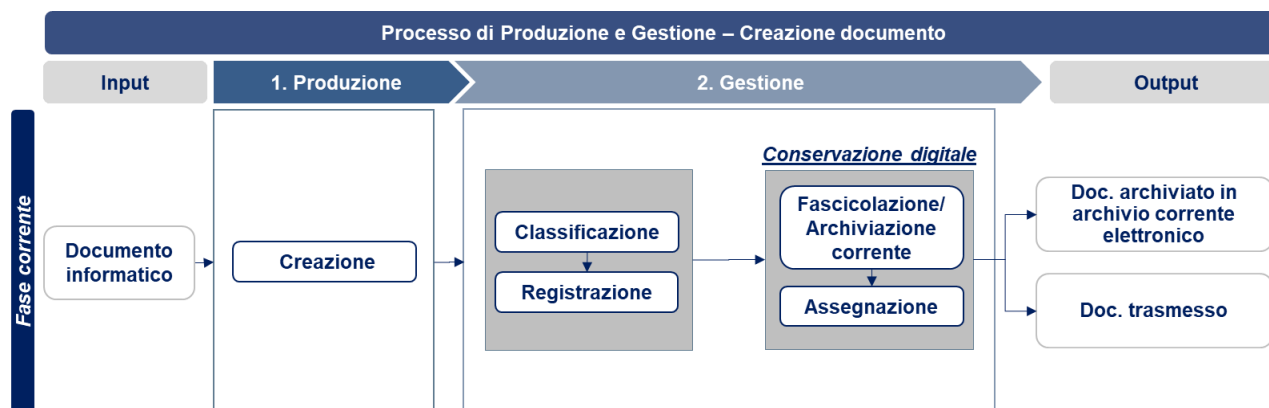 Processo di Produzione e Gestione – Creazione documento
Input
1. Produzione
2. Gestione
Output
Fase corrente
Documento
informatico
Creazione
Classificazione
Registrazione
Conservazione digitale
Fascicolazione/
Archiviazione
corrente
Assegnazione
Doc. archiviato in
archivio corrente
elettronico
Doc. trasmesso